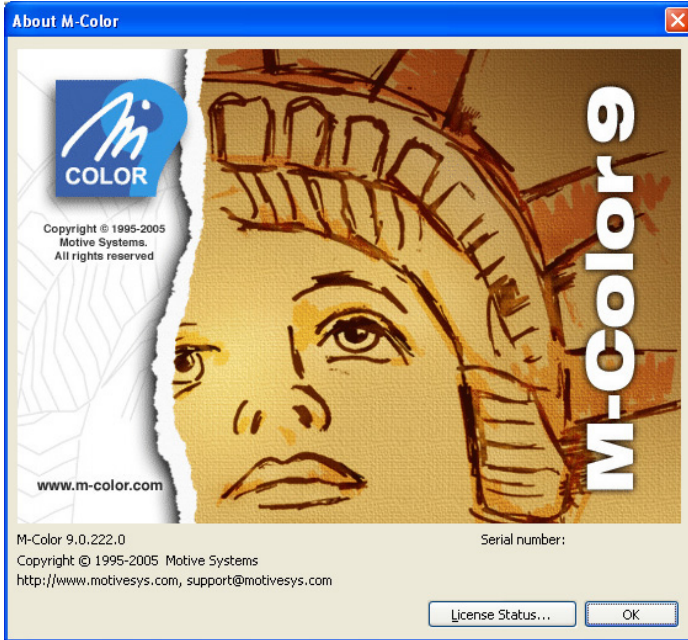 About M-Color
M
COLOR
Copyright © 1995-2005
Motive Systems.
All rights reserved
M-Color 9
www.m-color.com
M-Color 9.0.222.0
Serial number:
Copyright © 1995-2005 Motive Systems
http://www.motivesys.com, support@motivesys.com
License Status...
OK